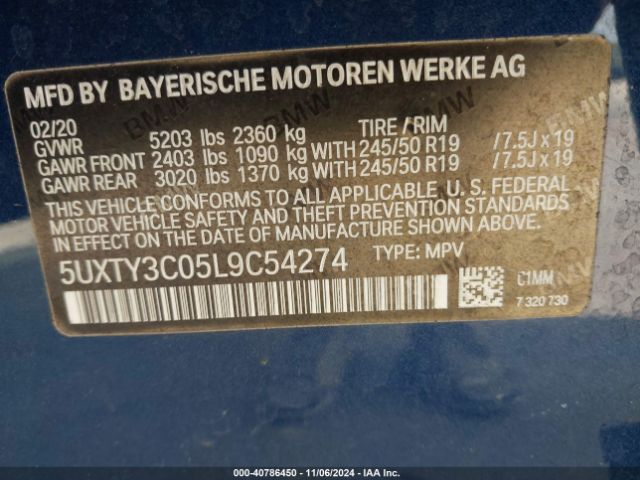 MFD BY BAYERISCHE MOTOREN WERKE AG
02/20
GVWR 5203 lbs 2360 kg TIRE / RIM
GAWR FRONT 2403 lbs 1090 kg WITH 245/50 R19 / 7.5J x 19
GAWR REAR 3020 lbs 1370 kg WITH 245/50 R19 / 7.5J x 19
THIS VEHICLE CONFORMS TO ALL APPLICABLE, U. S. FEDERAL
MOTOR VEHICLE SAFETY AND THEFT PREVENTION STANDARDS
IN EFFECT ON THE DATE OF MANUFACTURE SHOWN ABOVE.
5UXTY3C05L9C54274 TYPE: MPV
C1MM
7 320 730
000-40786450 - 11/06/2024 - IAAI.com